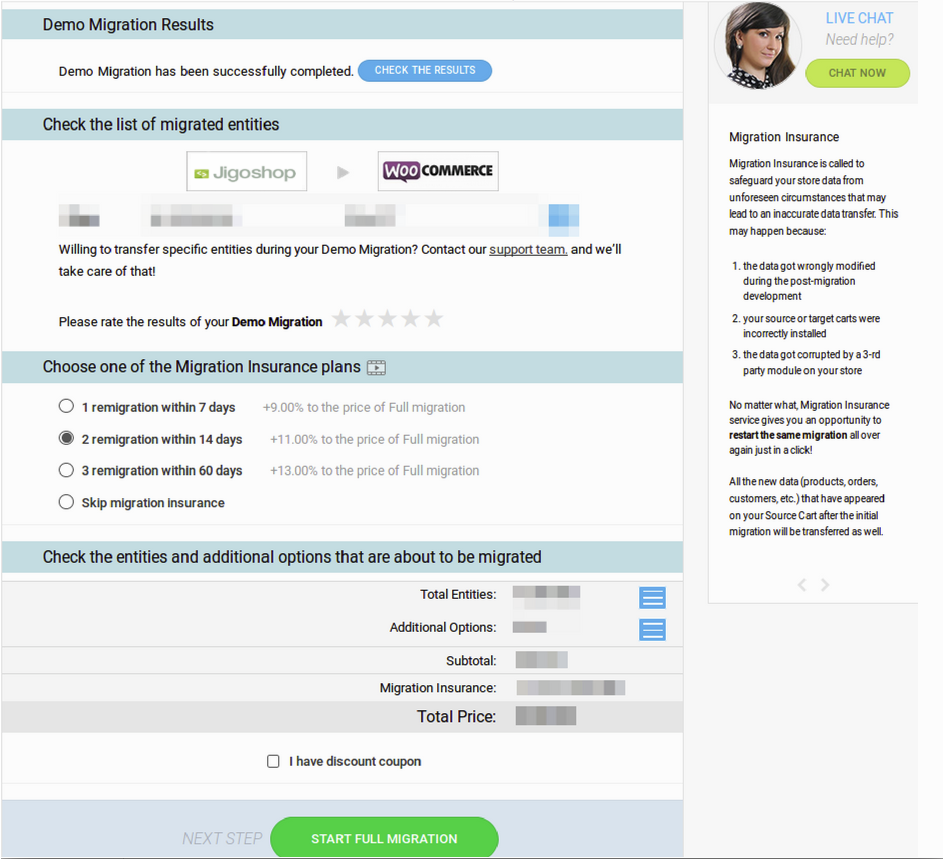 Demo Migration Results
Demo Migration has been successfully completed. CHECK THE RESULTS
Check the list of migrated entities
Jigoshop WOO COMMERCE
Willing to transfer specific entities during your Demo Migration? Contact our support team. and we'll
take care of that!
Please rate the results of your Demo Migration
Choose one of the Migration Insurance plans
1 remigration within 7 days +9.00% to the price of Full migration
2 remigration within 14 days +11.00% to the price of Full migration
3 remigration within 60 days +13.00% to the price of Full migration
Skip migration insurance
Check the entities and additional options that are about to be migrated
Total Entities:
Additional Options:
Subtotal:
Migration Insurance:
Total Price:
I have discount coupon
NEXT STEP START FULL MIGRATION
LIVE CHAT
Need help?
CHAT NOW
Migration Insurance
Migration Insurance is called to
safeguard your store data from
unforeseen circumstances that may
lead to an inaccurate data transfer. This
may happen because:
1. the data got wrongly modified
during the post-migration
development
2. your source or target carts were
incorrectly installed
3. the data got corrupted by a 3-rd
party module on your store
No matter what, Migration Insurance
service gives you an opportunity to
restart the same migration all over
again just in a click!
All the new data (products, orders,
customers, etc.) that have appeared
on your Source Cart after the initial
migration will be transferred as well.